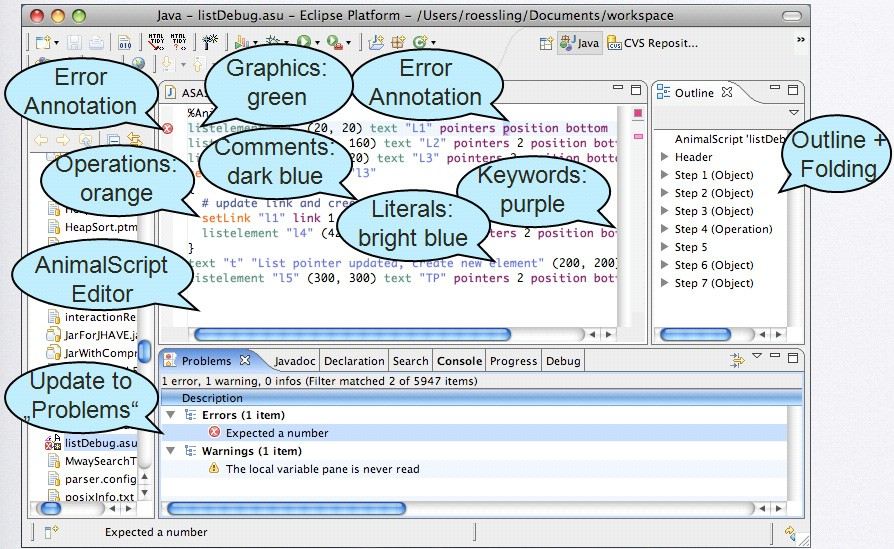 Java – listDebug.asu – Eclipse Platform – /Users/roessling/Documents/workspace
Java
CVS Reposit...
»
Error
Annotation
Graphics:
green
Error
Annotation
Operations:
orange
Comments:
dark blue
Keywords:
purple
Literals:
bright blue
Outline +
Folding
AnimalScript
Editor
Update to
„Problems“
HeapSort.ptm
interactionRe
JarForJHAVE.ja
JarWithCompr
listDebug.asu
MwaySearchT
parser.config
posixInfo.txt
ASA
%An
listelement (20, 20) text "L1" pointers position bottom
160) text "L2" pointers 2 position bott
20) text "L3" pointers 2 position bott
"l3"
# update link and cre
setLink "l1" link 1
listelement "l4" (42 pointers 2 position bott
}
text "t" "List pointer updated, create new element" (200, 200)
listelement "l5" (300, 300) text "TP" pointers 2 position bott
Outline
AnimalScript 'listDeb
Header
Step 1 (Object)
Step 2 (Object)
Step 3 (Object)
Step 4 (Operation)
Step 5
Step 6 (Object)
Step 7 (Object)
Problems
Javadoc
Declaration
Search
Console
Progress
Debug
1 error, 1 warning, 0 infos (Filter matched 2 of 5947 items)
Description
Errors (1 item)
Expected a number
Warnings (1 item)
The local variable pane is never read
Expected a number